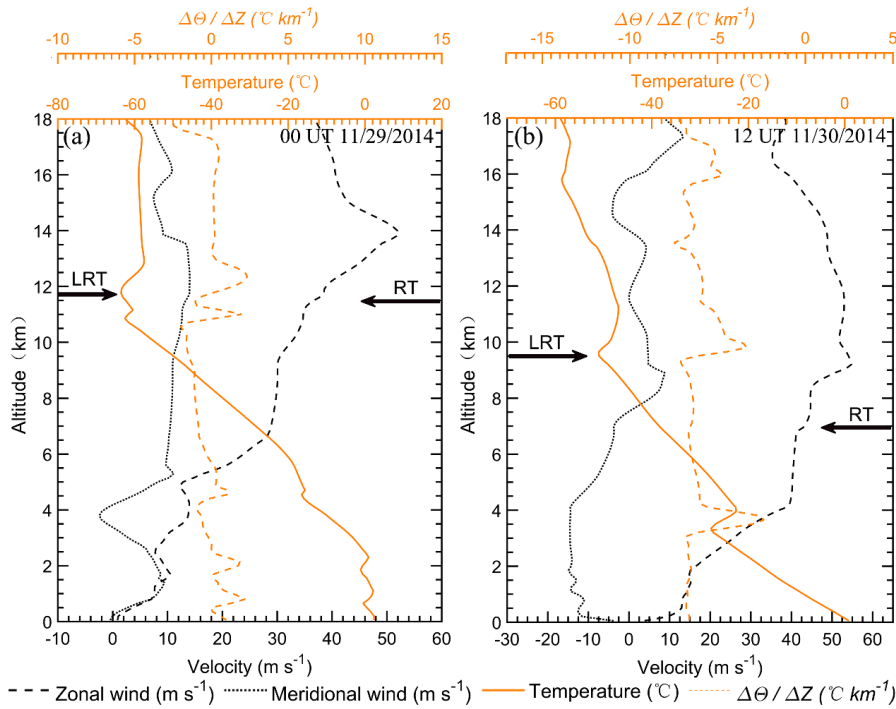 ΔΘ / ΔZ (℃ km⁻¹) ΔΘ / ΔZ (℃ km⁻¹)
-10 -5 0 5 10 15 -15 -10 -5 0 5
Temperature (℃) Temperature (℃)
-80 -60 -40 -20 0 20 -60 -40 -20 0
18 (a) 00 UT 11/29/2014 18 (b) 12 UT 11/30/2014
16 16
14 14
LRT RT
12 12
10 10
LRT
8 8
RT
6 6
4 4
2 2
0 0
Altitude (km) Altitude (km)
-10 0 10 20 30 40 50 60 -30 -20 -10 0 10 20 30 40 50 60
Velocity (m s⁻¹) Velocity (m s⁻¹)
Zonal wind (m s⁻¹) Meridional wind (m s⁻¹) Temperature (℃) ΔΘ / ΔZ (℃ km⁻¹)